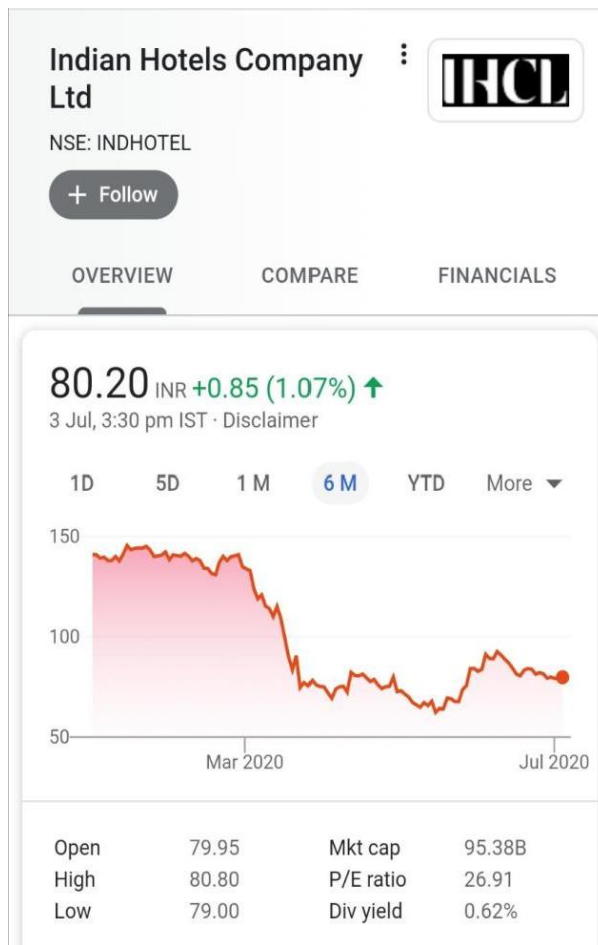 Indian Hotels Company
Ltd
IHCL
NSE: INDHOTEL
+ Follow
OVERVIEW COMPARE FINANCIALS
80.20 INR +0.85 (1.07%) ↑
3 Jul, 3:30 pm IST · Disclaimer
1D 5D 1 M 6 M YTD More
150
100
50
Mar 2020 Jul 2020
Open 79.95 Mkt cap 95.38B
High 80.80 P/E ratio 26.91
Low 79.00 Div yield 0.62%